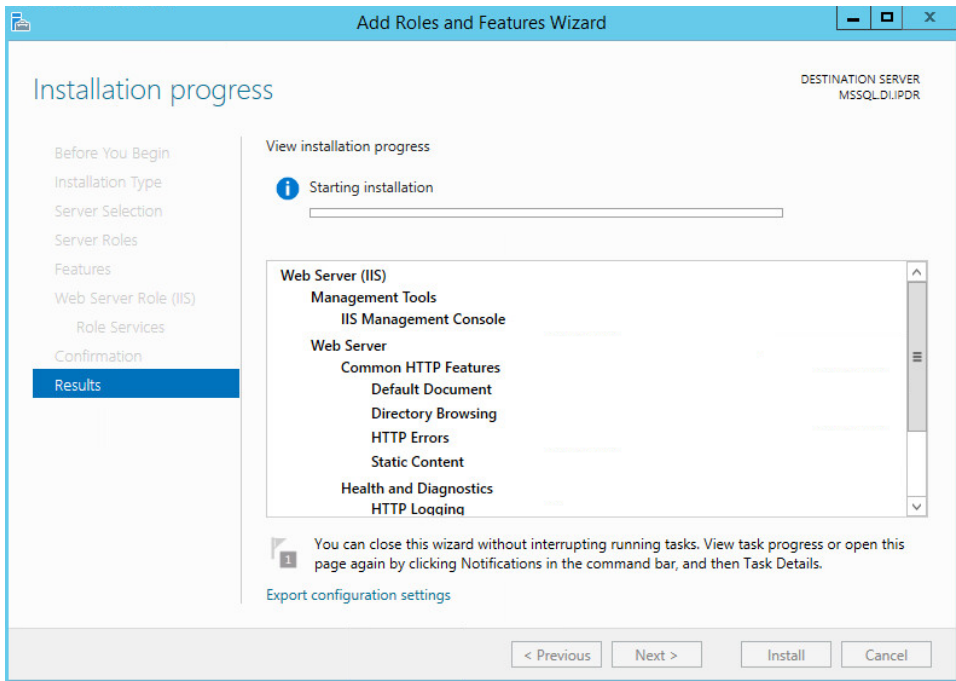 Add Roles and Features Wizard
Installation progress
DESTINATION SERVER
MSSQL.DI.IPDR
Before You Begin
Installation Type
Server Selection
Server Roles
Features
Web Server Role (IIS)
Role Services
Confirmation
Results
View installation progress
Starting installation
Web Server (IIS)
Management Tools
IIS Management Console
Web Server
Common HTTP Features
Default Document
Directory Browsing
HTTP Errors
Static Content
Health and Diagnostics
HTTP Logging
1
You can close this wizard without interrupting running tasks. View task progress or open this
page again by clicking Notifications in the command bar, and then Task Details.
Export configuration settings
< Previous
Next >
Install
Cancel